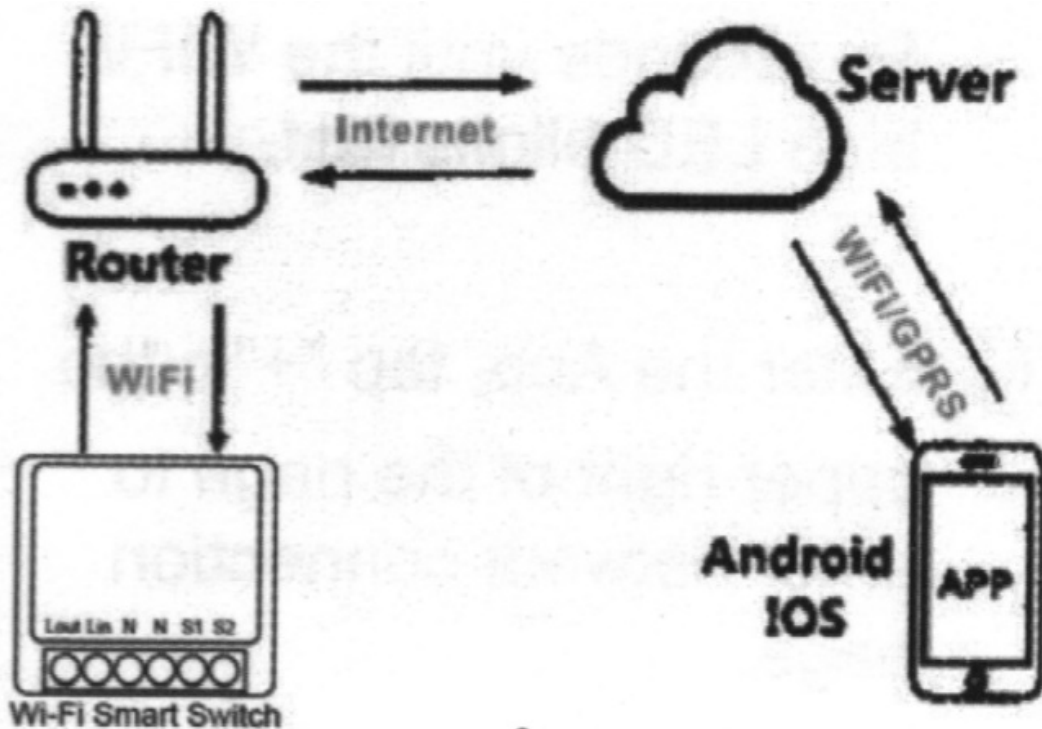 Server
Internet
Router
WiFi
WiFi/GPRS
Android
IOS
APP
Lout Lin N N S1 S2
Wi-Fi Smart Switch